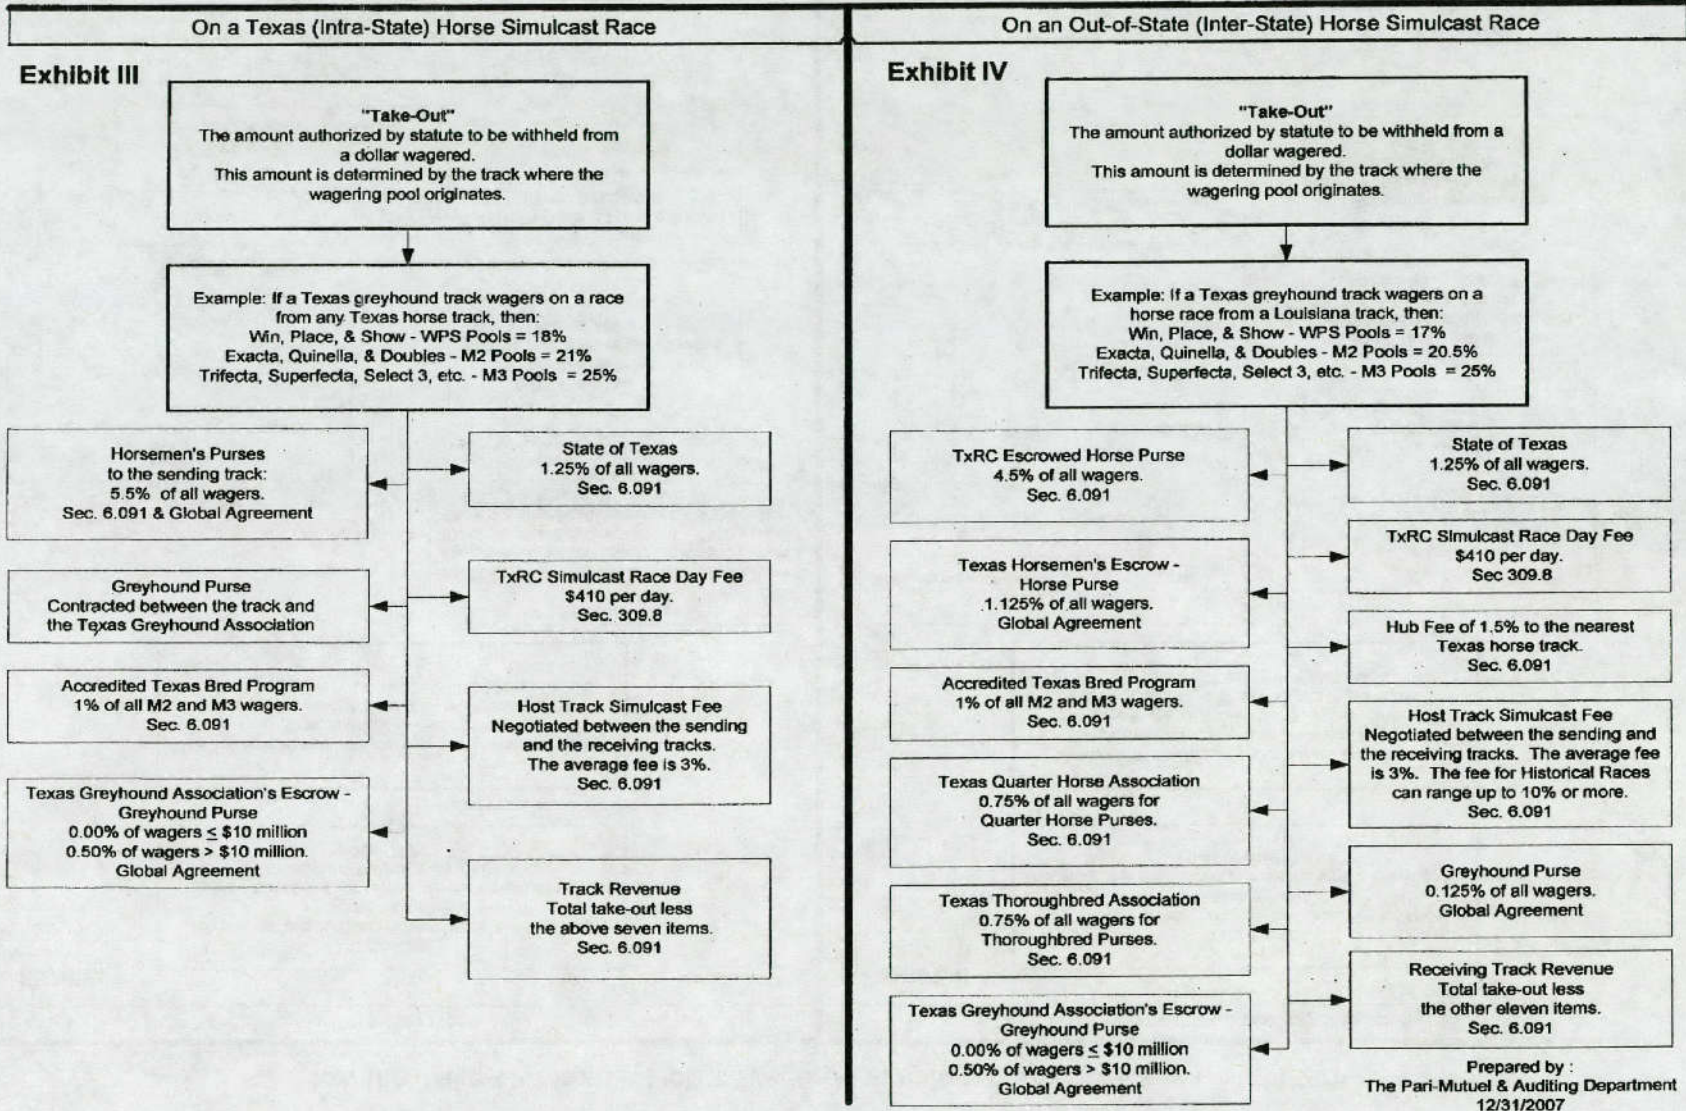 On a Texas (Intra-State) Horse Simulcast Race
Exhibit III
"Take-Out"
The amount authorized by statute to be withheld from
a dollar wagered.
This amount is determined by the track where the
wagering pool originates.
Example: If a Texas greyhound track wagers on a race
from any Texas horse track, then:
Win, Place, & Show - WPS Pools = 18%
Exacta, Quinella, & Doubles - M2 Pools = 21%
Trifecta, Superfecta, Select 3, etc. - M3 Pools = 25%
Horsemen's Purses
to the sending track:
5.5% of all wagers.
Sec. 6.091 & Global Agreement
State of Texas
1.25% of all wagers.
Sec. 6.091
Greyhound Purse
Contracted between the track and
the Texas Greyhound Association
TxRC Simulcast Race Day Fee
$410 per day.
Sec. 309.8
Accredited Texas Bred Program
1% of all M2 and M3 wagers.
Sec. 6.091
Host Track Simulcast Fee
Negotiated between the sending
and the receiving tracks.
The average fee is 3%.
Sec. 6.091
Texas Greyhound Association's Escrow -
Greyhound Purse
0.00% of wagers ≤ $10 million
0.50% of wagers > $10 million.
Global Agreement
Track Revenue
Total take-out less
the above seven items.
Sec. 6.091
On an Out-of-State (Inter-State) Horse Simulcast Race
Exhibit IV
"Take-Out"
The amount authorized by statute to be withheld from a
dollar wagered.
This amount is determined by the track where the
wagering pool originates.
Example: If a Texas greyhound track wagers on a
horse race from a Louisiana track, then:
Win, Place, & Show - WPS Pools = 17%
Exacta, Quinella, & Doubles - M2 Pools = 20.5%
Trifecta, Superfecta, Select 3, etc. - M3 Pools = 25%
TxRC Escrowed Horse Purse
4.5% of all wagers.
Sec. 6.091
State of Texas
1.25% of all wagers.
Sec. 6.091
Texas Horsemen's Escrow -
Horse Purse
1.125% of all wagers.
Global Agreement
TxRC Simulcast Race Day Fee
$410 per day.
Sec 309.8
Hub Fee of 1.5% to the nearest
Texas horse track.
Sec. 6.091
Accredited Texas Bred Program
1% of all M2 and M3 wagers.
Sec. 6.091
Host Track Simulcast Fee
Negotiated between the sending and
the receiving tracks. The average fee
is 3%. The fee for Historical Races
can range up to 10% or more.
Sec. 6.091
Texas Quarter Horse Association
0.75% of all wagers for
Quarter Horse Purses.
Sec. 6.091
Greyhound Purse
0.125% of all wagers.
Global Agreement
Texas Thoroughbred Association
0.75% of all wagers for
Thoroughbred Purses.
Sec. 6.091
Receiving Track Revenue
Total take-out less
the other eleven items.
Sec. 6.091
Texas Greyhound Association's Escrow -
Greyhound Purse
0.00% of wagers ≤ $10 million
0.50% of wagers > $10 million.
Global Agreement
Prepared by :
The Pari-Mutuel & Auditing Department
12/31/2007